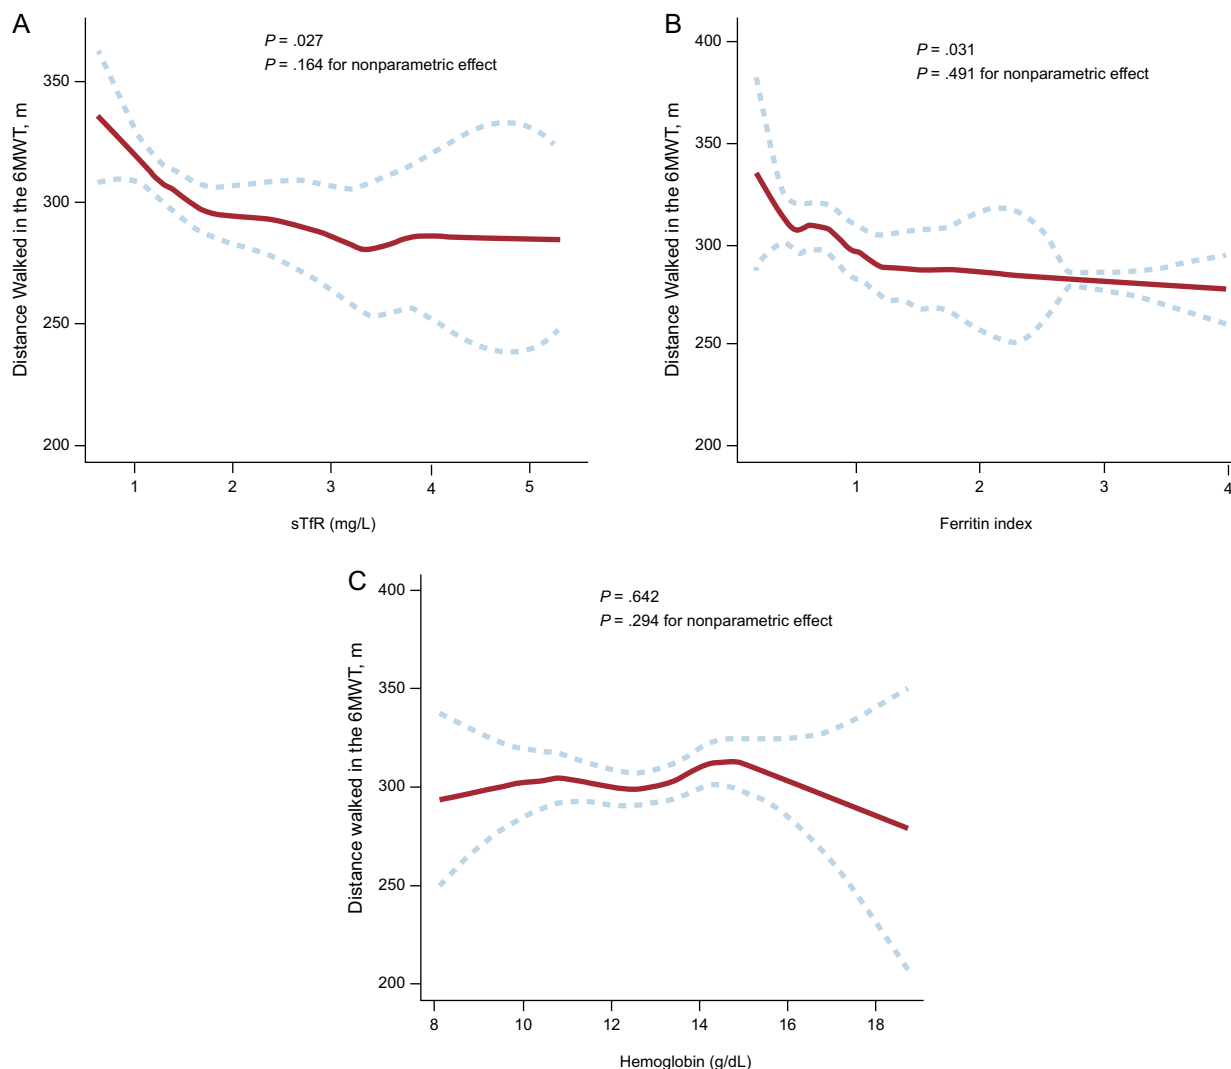 A
P = .027
P = .164 for nonparametric effect
Distance Walked in the 6MWT, m
350
300
250
200
1 2 3 4 5
sTfR (mg/L)
B
P = .031
P = .491 for nonparametric effect
Distance Walked in the 6MWT, m
400
350
300
250
200
1 2 3 4
Ferritin index
C
P = .642
P = .294 for nonparametric effect
Distance walked in the 6MWT, m
400
350
300
250
200
8 10 12 14 16 18
Hemoglobin (g/dL)